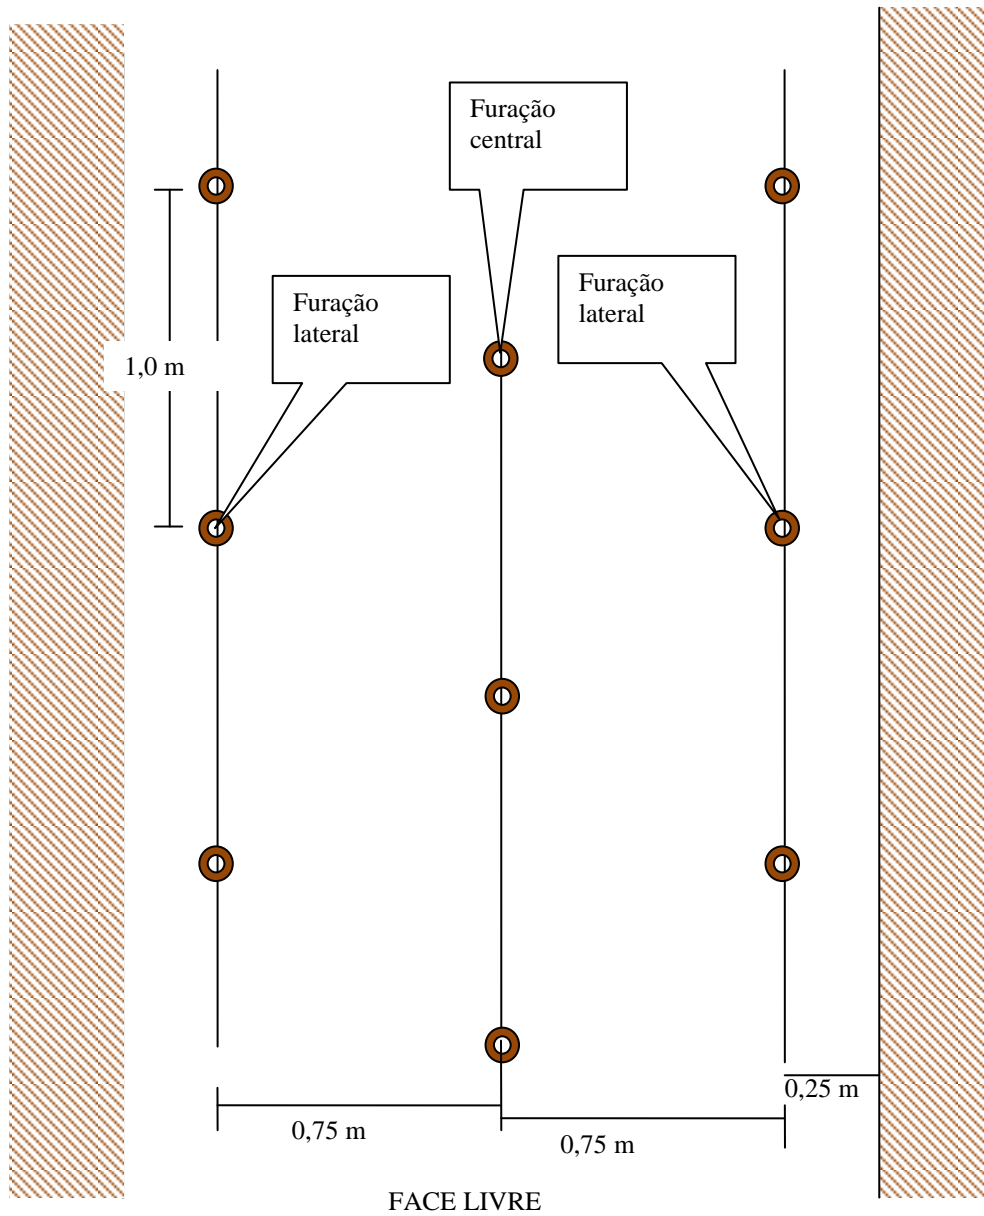 Furação
central
Furação
lateral
Furação
lateral
1,0 m
0,25 m
0,75 m
0,75 m
FACE LIVRE